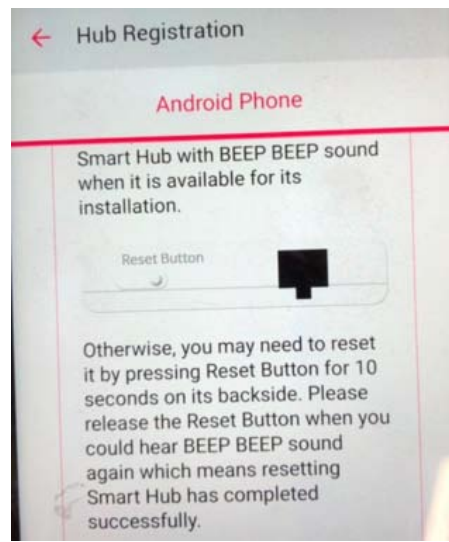 Hub Registration
Android Phone
Smart Hub with BEEP BEEP sound
when it is available for its
installation.
Reset Button
Otherwise, you may need to reset
it by pressing Reset Button for 10
seconds on its backside. Please
release the Reset Button when you
could hear BEEP BEEP sound
again which means resetting
Smart Hub has completed
successfully.